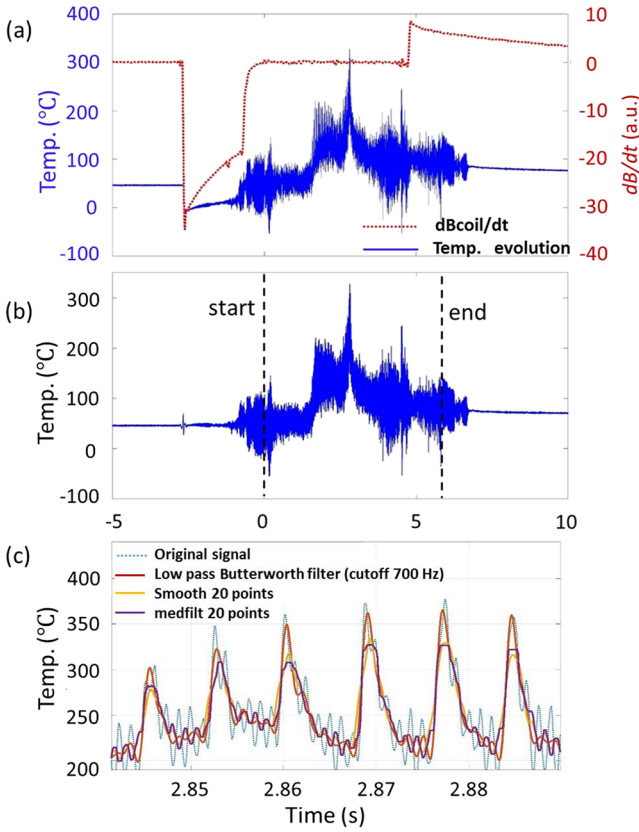 (a)
400
300
200
100
0
-100
Temp. (°C)
10
0
-10
-20
-30
-40
dB/dt (a.u.)
dBcoil/dt
Temp. evolution
(b)
300
200
100
0
-100
Temp. (°C)
start
end
-5
0
5
10
(c)
Original signal
Low pass Butterworth filter (cutoff 700 Hz)
Smooth 20 points
medfilt 20 points
400
350
300
250
200
Temp. (°C)
2.85
2.86
2.87
2.88
Time (s)